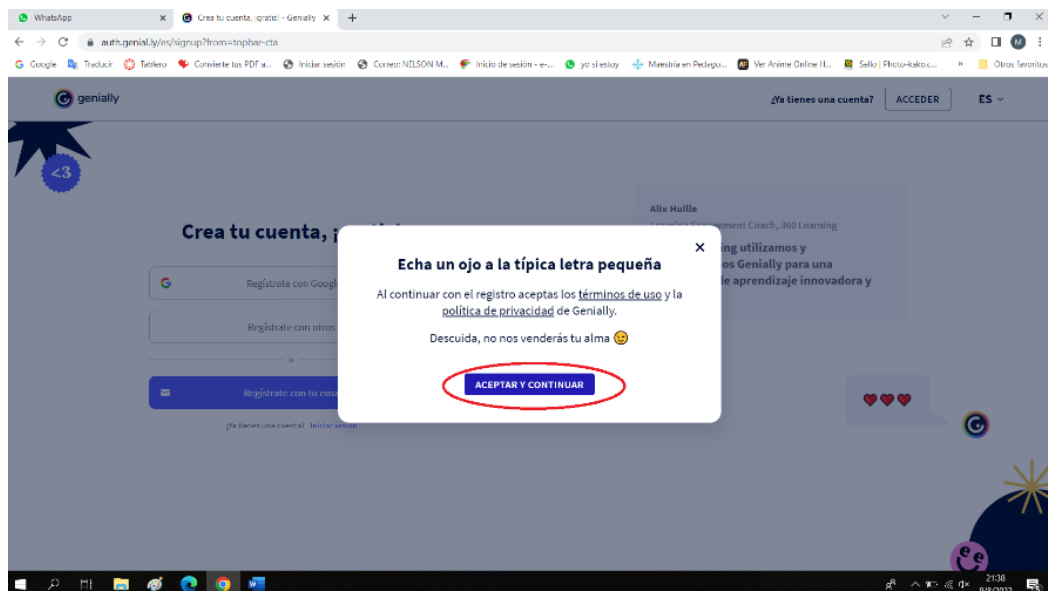 WhatsApp
Crea tu cuenta, ¡gratis! - Genially
auth.genial.ly/es/signup?from=topbar-cta
M
Google
Traducir
Tablero
Convierte tus PDF a...
Iniciar sesión
Correo: NELSON M...
Inicio de sesión - e-...
yo si estoy
Maestría en Pedago...
Ver Anime Online H...
Sello | Photo-kako.c...
»
Otros favoritos
genially
¿Ya tienes una cuenta?
ACCEDER
ES
<3
Crea tu cuenta, ¡
Regístrate con Googl
Regístrate con otros
o
Regístrate con tu ema
¿Ya tienes una cuenta? Iniciar sesión
Alix Huille
Learning Engagement Coach, 360 Learning
ing utilizamos y
os Genially para una
de aprendizaje innovadora y
Echa un ojo a la típica letra pequeña
Al continuar con el registro aceptas los términos de uso y la
política de privacidad de Genially.
Descuida, no nos venderás tu alma 😉
ACEPTAR Y CONTINUAR
21:38